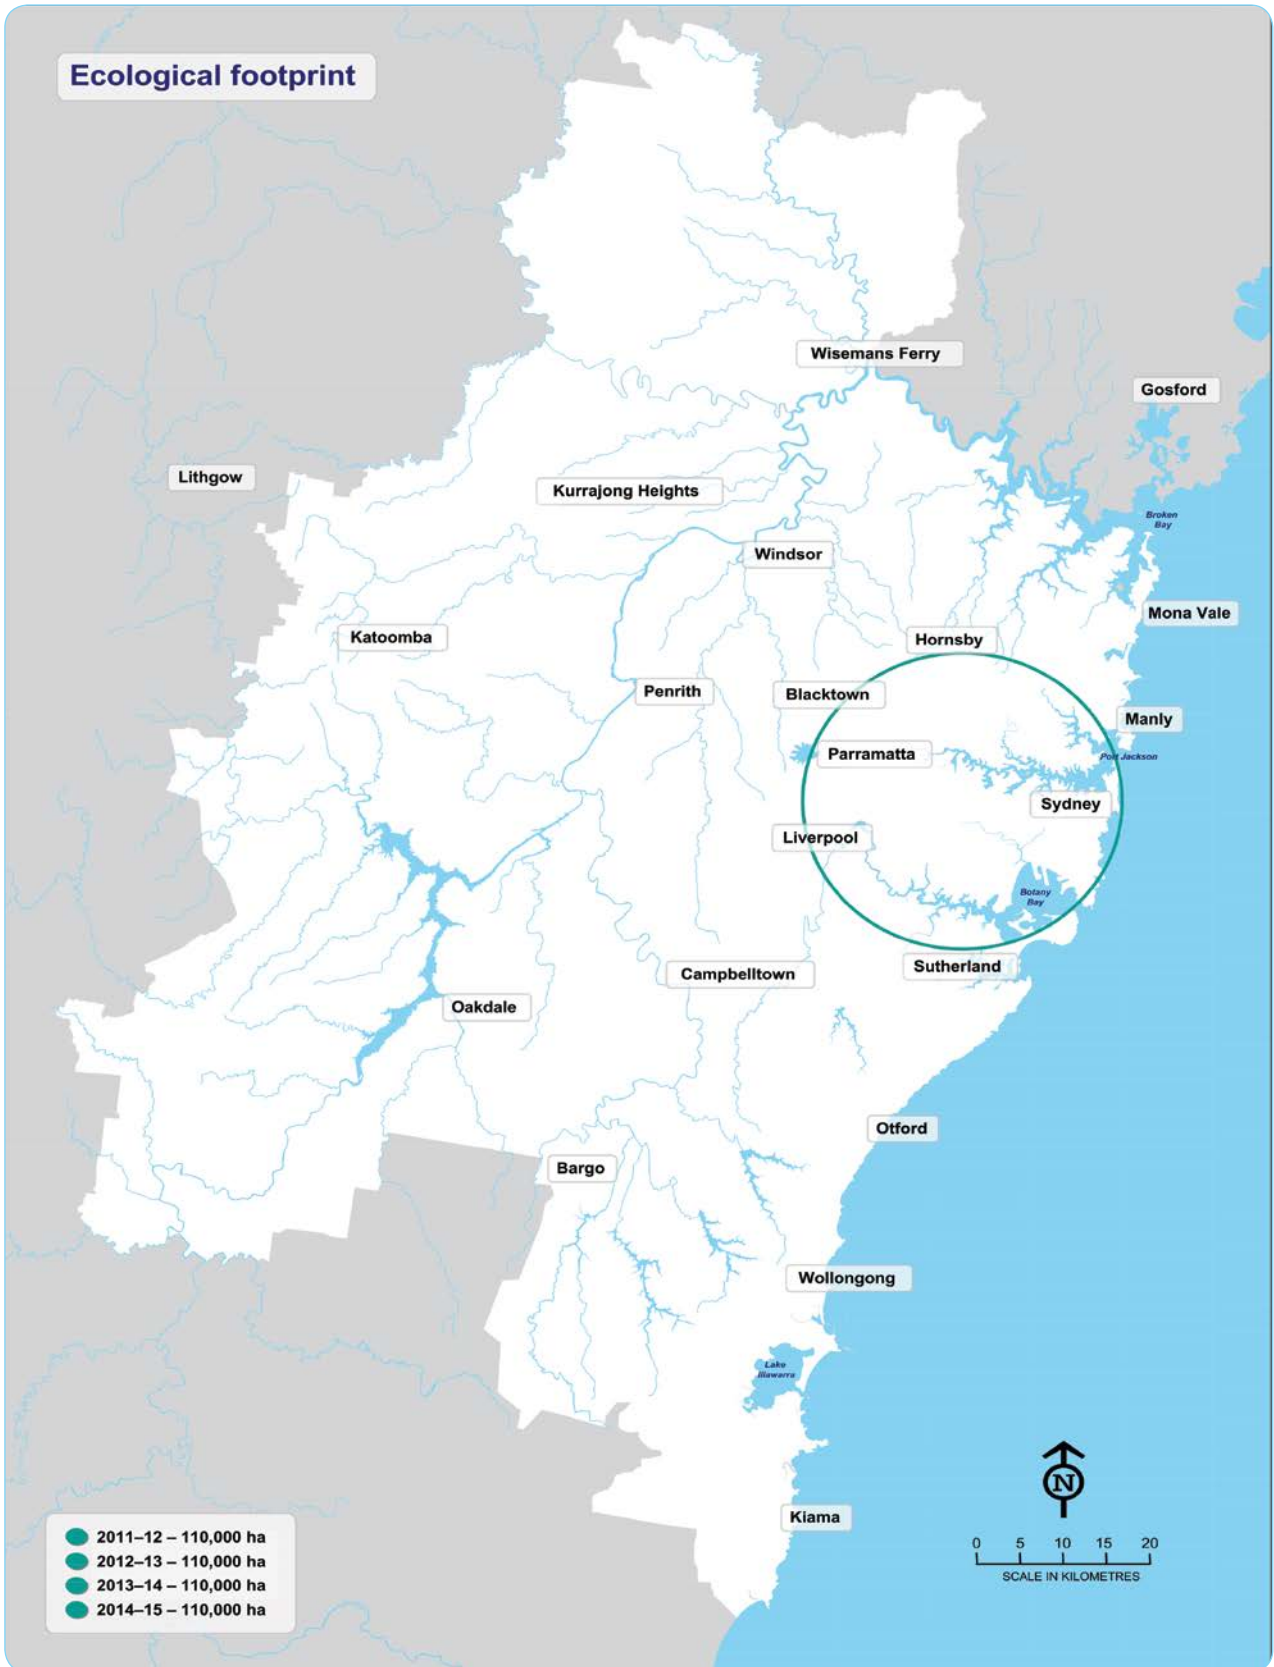 Ecological footprint
Wisemans Ferry
Gosford
Lithgow
Kurrajong Heights
Broken
Bay
Windsor
Mona Vale
Katoomba
Hornsby
Penrith
Blacktown
Manly
Parramatta
Port Jackson
Sydney
Liverpool
Botany
Bay
Sutherland
Campbelltown
Oakdale
Otford
Bargo
Wollongong
Lake
Illawarra
Kiama
N
0 5 10 15 20
SCALE IN KILOMETRES
2011–12 – 110,000 ha
2012–13 – 110,000 ha
2013–14 – 110,000 ha
2014–15 – 110,000 ha